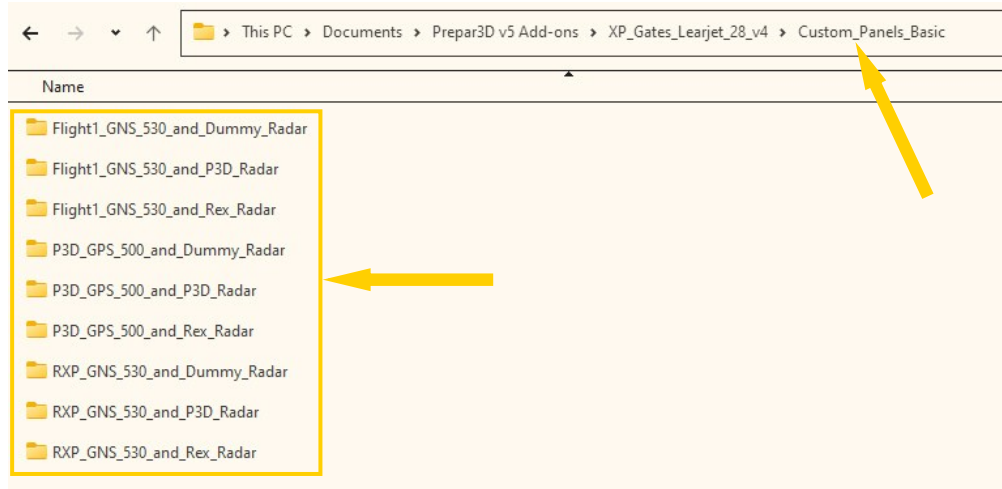 This PC > Documents > Prepar3D v5 Add-ons > XP_Gates_Learjet_28_v4 > Custom_Panels_Basic
Name
Flight1_GNS_530_and_Dummy_Radar
Flight1_GNS_530_and_P3D_Radar
Flight1_GNS_530_and_Rex_Radar
P3D_GPS_500_and_Dummy_Radar
P3D_GPS_500_and_P3D_Radar
P3D_GPS_500_and_Rex_Radar
RXP_GNS_530_and_Dummy_Radar
RXP_GNS_530_and_P3D_Radar
RXP_GNS_530_and_Rex_Radar